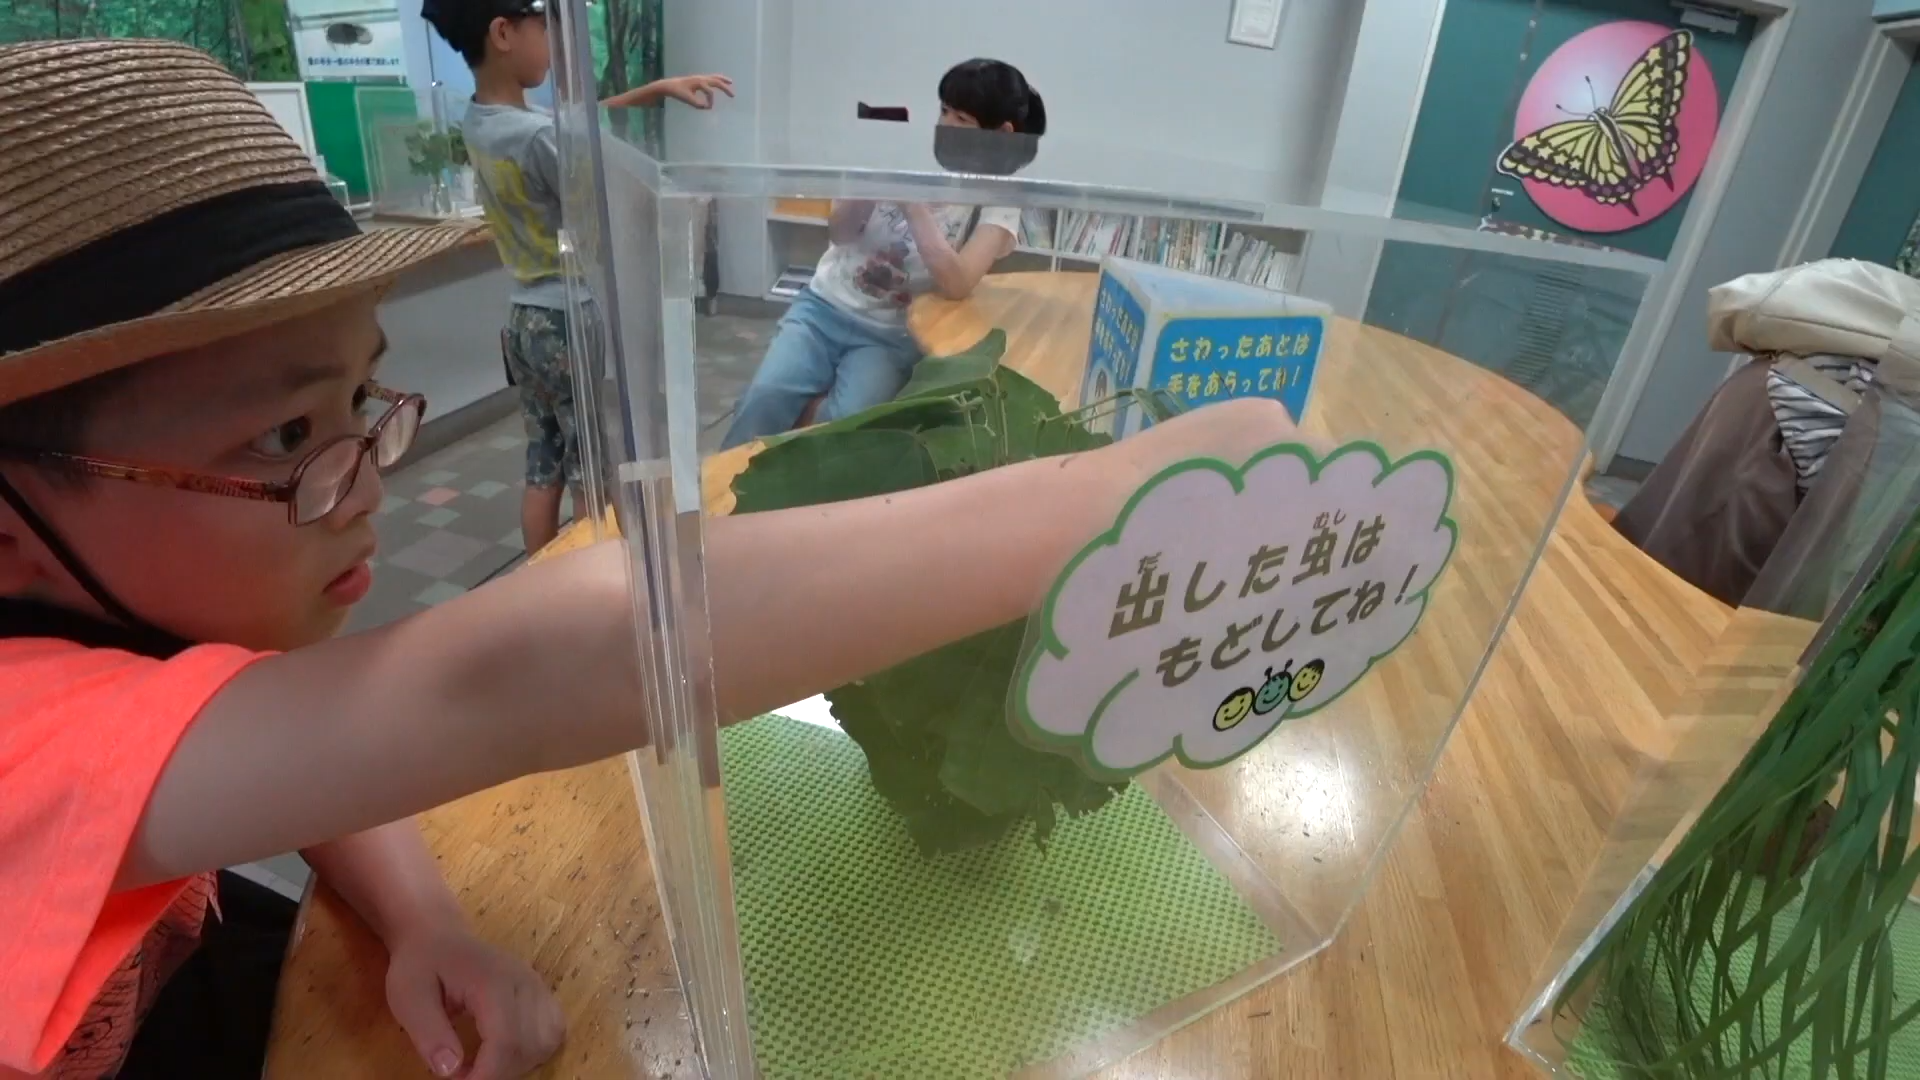 さわったあとは
手をあらってね！
出した虫は
もどしてね！